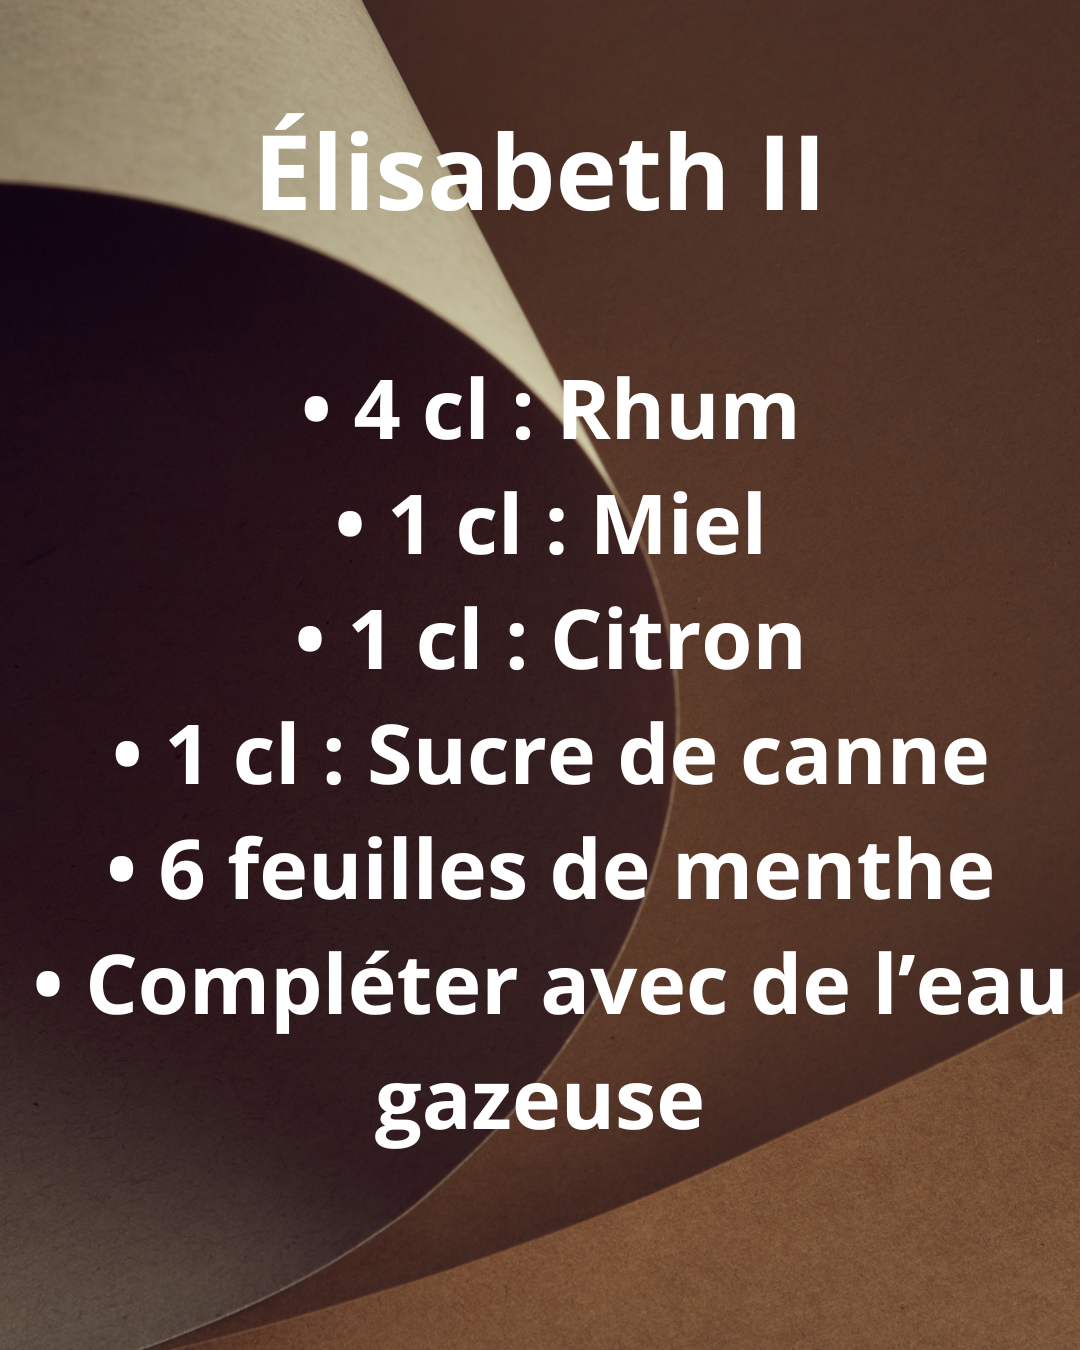 Élisabeth II
• 4 cl : Rhum
• 1 cl : Miel
• 1 cl : Citron
• 1 cl : Sucre de canne
• 6 feuilles de menthe
• Compléter avec de l’eau
gazeuse